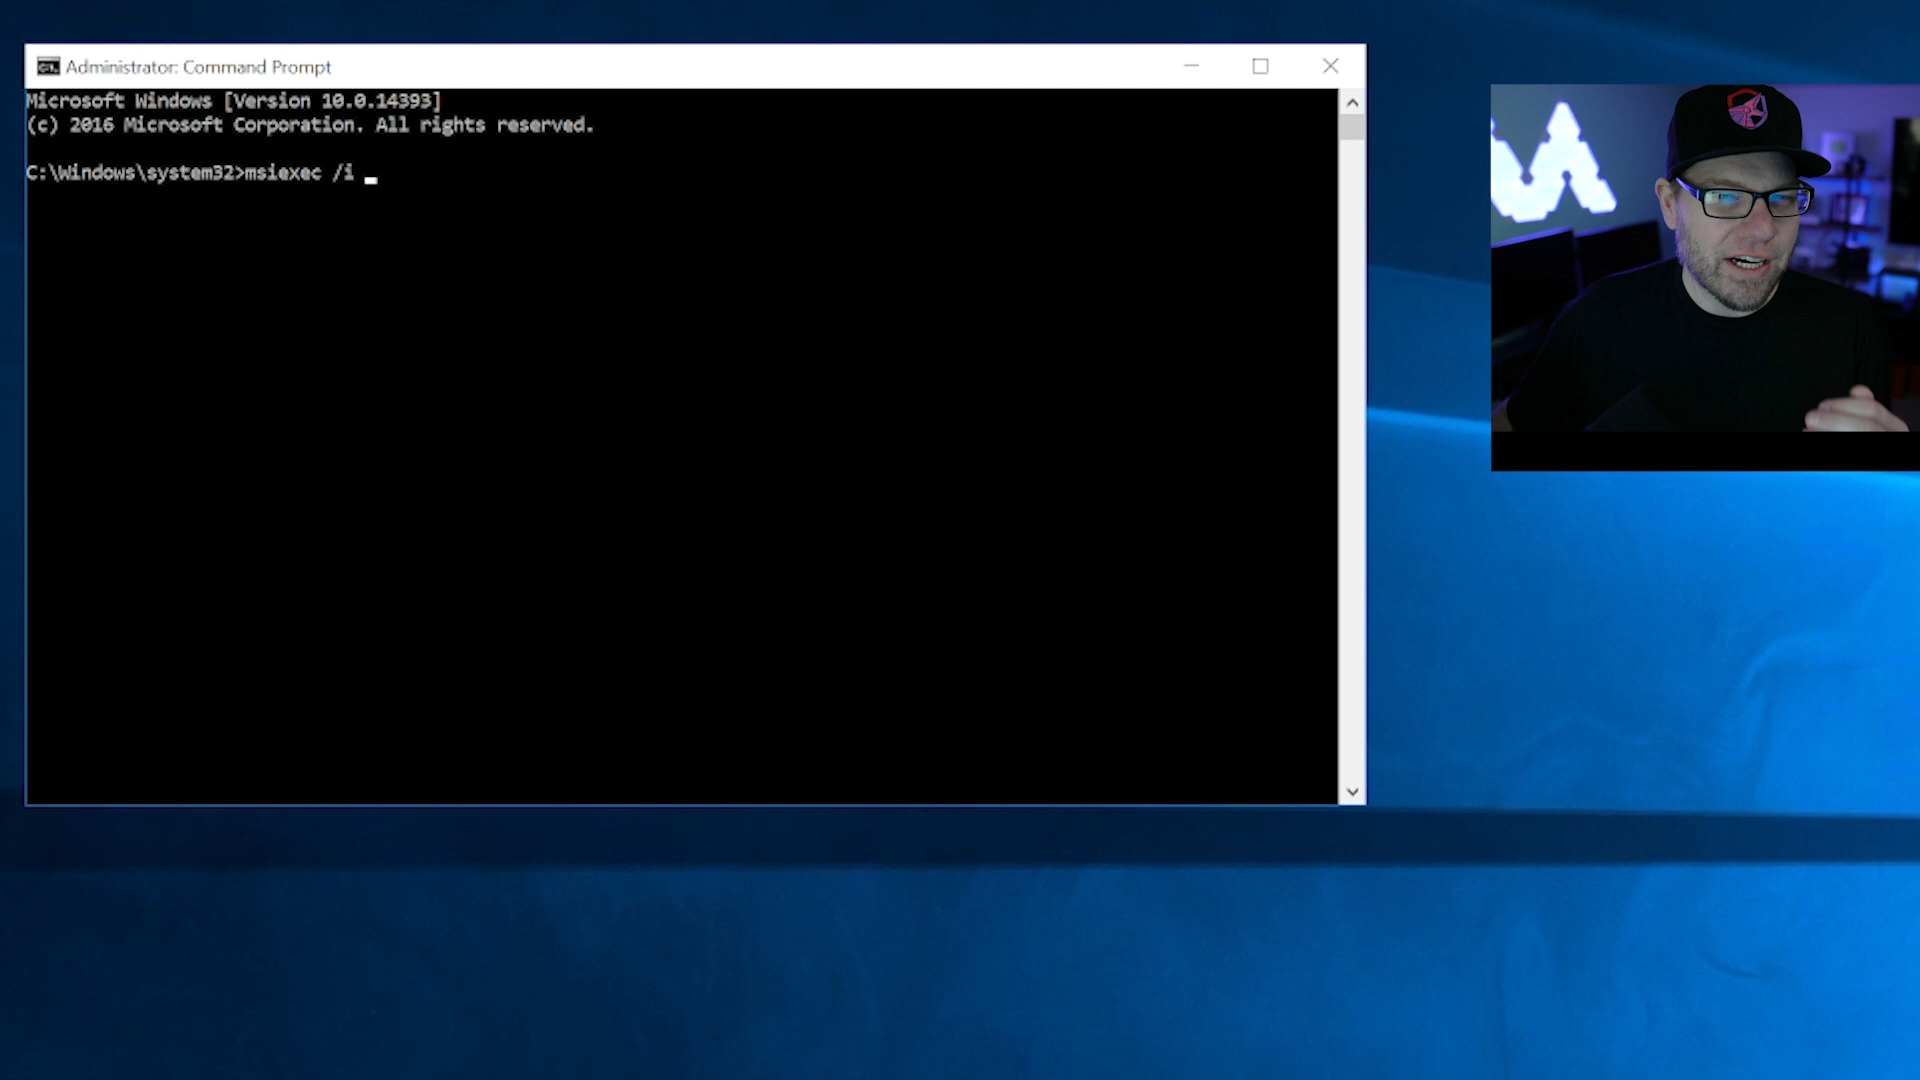 Administrator: Command Prompt
Microsoft Windows [Version 10.0.14393]
(c) 2016 Microsoft Corporation. All rights reserved.
C:\Windows\system32>msiexec /i